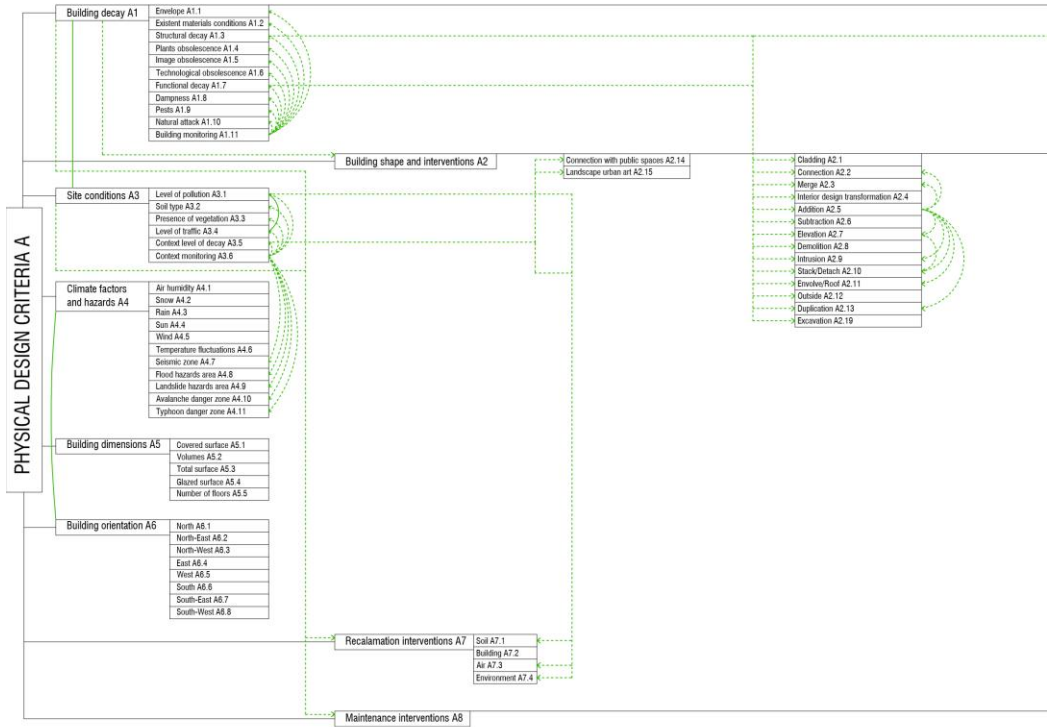 PHYSICAL DESIGN CRITERIA A
Building decay A1
Envelope A1.1
Existent materials conditions A1.2
Structural decay A1.3
Plants obsolescence A1.4
Image obsolescence A1.5
Technological obsolescence A1.6
Functional decay A1.7
Dampness A1.8
Pests A1.9
Natural attack A1.10
Building monitoring A1.11
Building shape and interventions A2
Connection with public spaces A2.14
Landscape urban art A2.15
Cladding A2.1
Connection A2.2
Merge A2.3
Interior design transformation A2.4
Addition A2.5
Subtraction A2.6
Elevation A2.7
Demolition A2.8
Intrusion A2.9
Stack/Detach A2.10
Envolve/Roof A2.11
Outside A2.12
Duplication A2.13
Excavation A2.19
Site conditions A3
Level of pollution A3.1
Soil type A3.2
Presence of vegetation A3.3
Level of traffic A3.4
Context level of decay A3.5
Context monitoring A3.6
Climate factors
and hazards A4
Air humidity A4.1
Snow A4.2
Rain A4.3
Sun A4.4
Wind A4.5
Temperature fluctuations A4.6
Seismic zone A4.7
Flood hazards area A4.8
Landslide hazards area A4.9
Avalanche danger zone A4.10
Typhoon danger zone A4.11
Building dimensions A5
Covered surface A5.1
Volumes A5.2
Total surface A5.3
Glazed surface A5.4
Number of floors A5.5
Building orientation A6
North A6.1
North-East A6.2
North-West A6.3
East A6.4
West A6.5
South A6.6
South-East A6.7
South-West A6.8
Recalamation interventions A7
Soil A7.1
Building A7.2
Air A7.3
Environment A7.4
Maintenance interventions A8